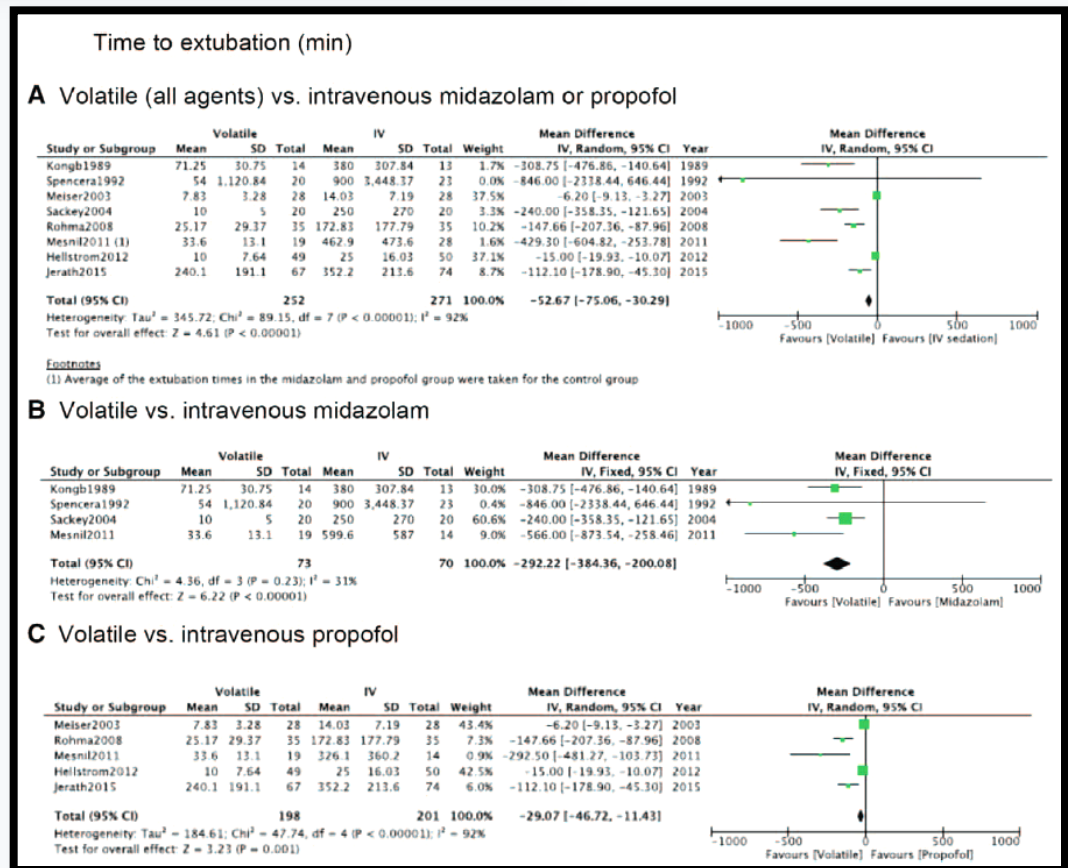 Time to extubation (min)
A Volatile (all agents) vs. intravenous midazolam or propofol
Volatile IV Mean Difference Mean Difference
Study or Subgroup Mean SD Total Mean SD Total Weight IV, Random, 95% CI Year IV, Random, 95% CI
Kongb1989 71.25 30.75 14 380 307.84 13 1.7% -308.75 [-476.86, -140.64] 1989
Spencera1992 54 1,120.84 20 900 3,448.37 23 0.0% -846.00 [-2338.44, 646.44] 1992
Meiser2003 7.83 3.28 28 14.03 7.19 28 37.5% -6.20 [-9.13, -3.27] 2003
Sackey2004 10 5 20 250 270 20 3.3% -240.00 [-358.35, -121.65] 2004
Rohma2008 25.17 29.37 35 172.83 177.79 35 10.2% -147.66 [-207.36, -87.96] 2008
Mesnil2011 (1) 33.6 13.1 19 462.9 473.6 28 1.6% -429.30 [-604.82, -253.78] 2011
Hellstrom2012 10 7.64 49 25 16.03 50 37.1% -15.00 [-19.93, -10.07] 2012
Jerath2015 240.1 191.1 67 352.2 213.6 74 8.7% -112.10 [-178.90, -45.30] 2015
Total (95% CI) 252 271 100.0% -52.67 [-75.06, -30.29]
Heterogeneity: Tau² = 345.72; Chi² = 89.15, df = 7 (P < 0.00001); I² = 92%
Test for overall effect: Z = 4.61 (P < 0.00001)
-1000 -500 0 500 1000
Favours [Volatile] Favours [IV sedation]
Footnotes
(1) Average of the extubation times in the midazolam and propofol group were taken for the control group
B Volatile vs. intravenous midazolam
Volatile IV Mean Difference Mean Difference
Study or Subgroup Mean SD Total Mean SD Total Weight IV, Fixed, 95% CI Year IV, Fixed, 95% CI
Kongb1989 71.25 30.75 14 380 307.84 13 30.0% -308.75 [-476.86, -140.64] 1989
Spencera1992 54 1,120.84 20 900 3,448.37 23 0.4% -846.00 [-2338.44, 646.44] 1992
Sackey2004 10 5 20 250 270 20 60.6% -240.00 [-358.35, -121.65] 2004
Mesnil2011 33.6 13.1 19 599.6 587 14 9.0% -566.00 [-873.54, -258.46] 2011
Total (95% CI) 73 70 100.0% -292.22 [-384.36, -200.08]
Heterogeneity: Chi² = 4.36, df = 3 (P = 0.23); I² = 31%
Test for overall effect: Z = 6.22 (P < 0.00001)
-1000 -500 0 500 1000
Favours [Volatile] Favours [Midazolam]
C Volatile vs. intravenous propofol
Volatile IV Mean Difference Mean Difference
Study or Subgroup Mean SD Total Mean SD Total Weight IV, Random, 95% CI Year IV, Random, 95% CI
Meiser2003 7.83 3.28 28 14.03 7.19 28 43.4% -6.20 [-9.13, -3.27] 2003
Rohma2008 25.17 29.37 35 172.83 177.79 35 7.3% -147.66 [-207.36, -87.96] 2008
Mesnil2011 33.6 13.1 19 326.1 360.2 14 0.9% -292.50 [-481.27, -103.73] 2011
Hellstrom2012 10 7.64 49 25 16.03 50 42.5% -15.00 [-19.93, -10.07] 2012
Jerath2015 240.1 191.1 67 352.2 213.6 74 6.0% -112.10 [-178.90, -45.30] 2015
Total (95% CI) 198 201 100.0% -29.07 [-46.72, -11.43]
Heterogeneity: Tau² = 184.61; Chi² = 47.74, df = 4 (P < 0.00001); I² = 92%
Test for overall effect: Z = 3.23 (P = 0.001)
-1000 -500 0 500 1000
Favours [Volatile] Favours [Propofol]